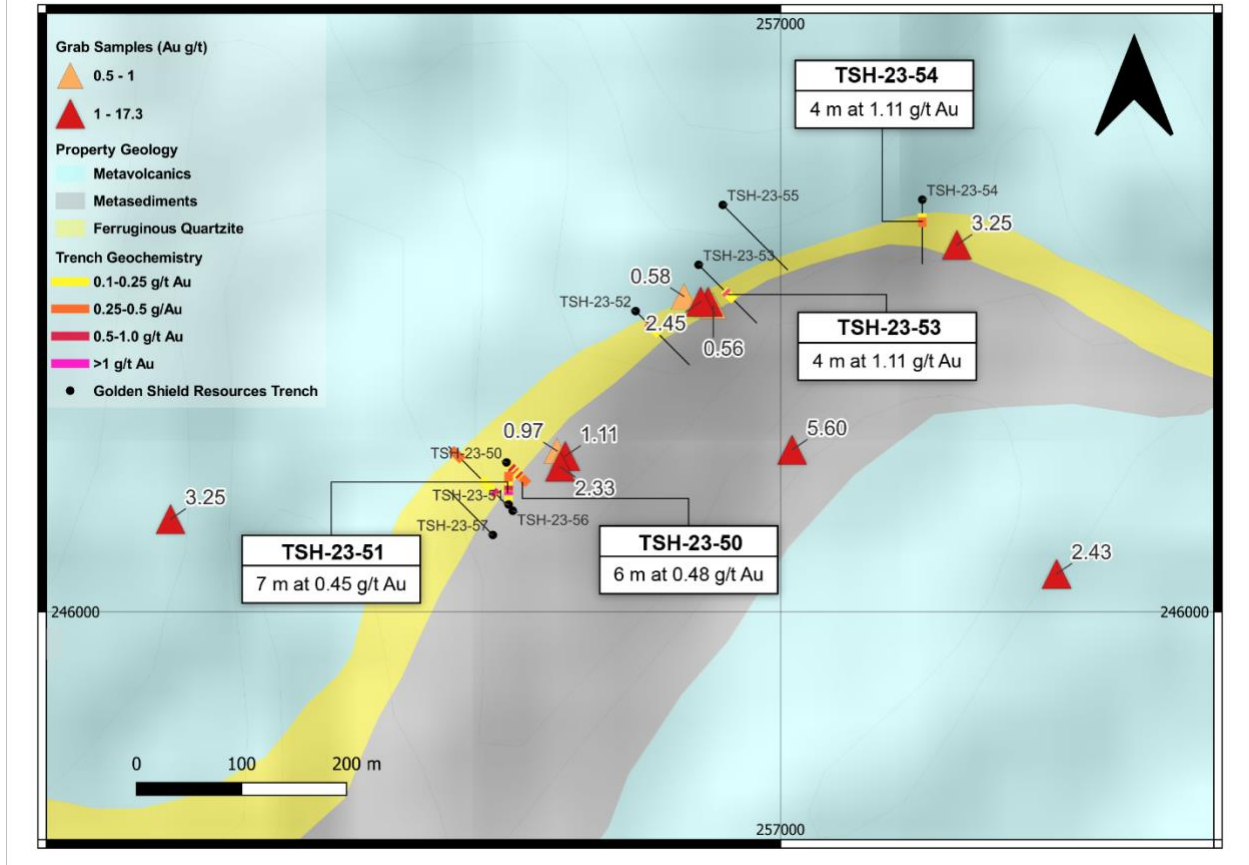 257000
Grab Samples (Au g/t)
0.5 - 1
1 - 17.3
Property Geology
Metavolcanics
Metasediments
Ferruginous Quartzite
Trench Geochemistry
0.1-0.25 g/t Au
0.25-0.5 g/Au
0.5-1.0 g/t Au
>1 g/t Au
Golden Shield Resources Trench
TSH-23-54
4 m at 1.11 g/t Au
TSH-23-55
TSH-23-54
3.25
TSH-23-53
0.58
TSH-23-52
2.45
0.56
TSH-23-53
4 m at 1.11 g/t Au
0.97
1.11
5.60
TSH-23-50
2.33
3.25
TSH-23-51
TSH-23-56
TSH-23-57
TSH-23-51
7 m at 0.45 g/t Au
TSH-23-50
6 m at 0.48 g/t Au
2.43
246000
246000
0 100 200 m
257000